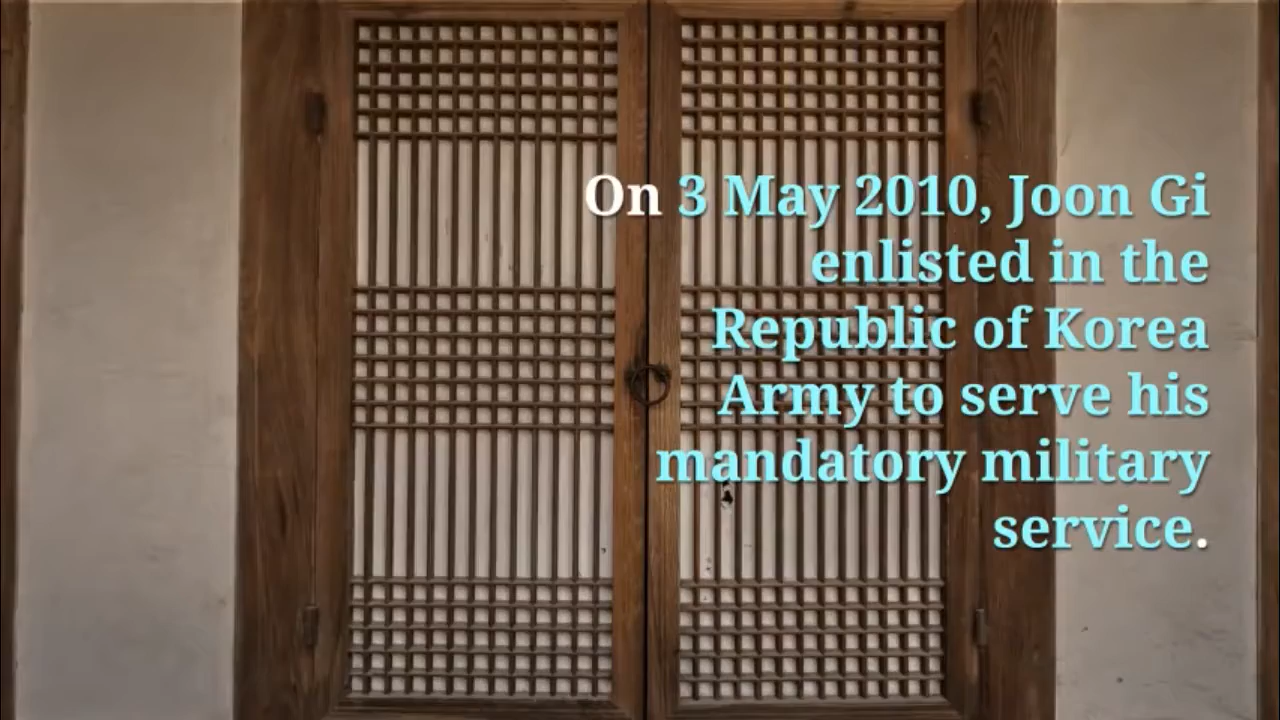 On 3 May 2010, Joon Gi
enlisted in the
Republic of Korea
Army to serve his
mandatory military
service.